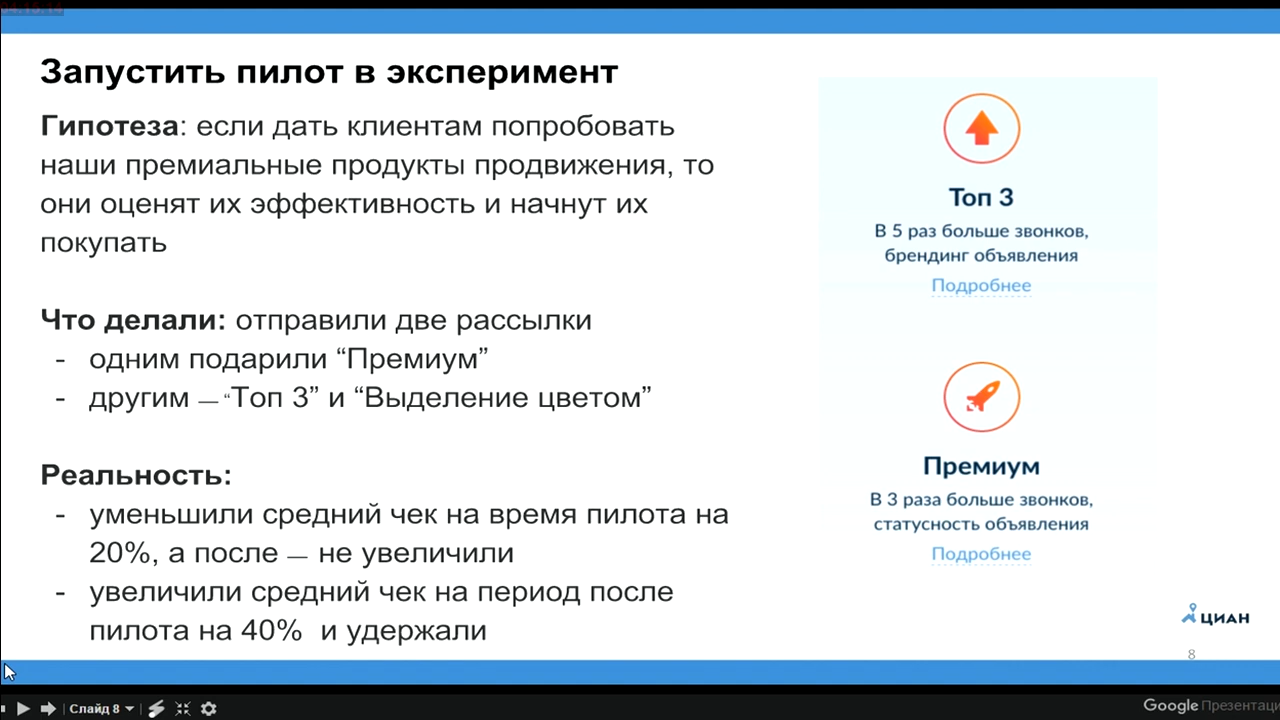 04:15:14
Запустить пилот в эксперимент
Гипотеза: если дать клиентам попробовать
наши премиальные продукты продвижения, то
они оценят их эффективность и начнут их
покупать
Что делали: отправили две рассылки
- одним подарили “Премиум”
- другим — “Топ 3” и “Выделение цветом”
Реальность:
- уменьшили средний чек на время пилота на
20%, а после — не увеличили
- увеличили средний чек на период после
пилота на 40% и удержали
Топ 3
В 5 раз больше звонков,
брендинг объявления
Подробнее
Премиум
В 3 раза больше звонков,
статусность объявления
Подробнее
ЦИАН
8
Слайд 8
Google Презентаци